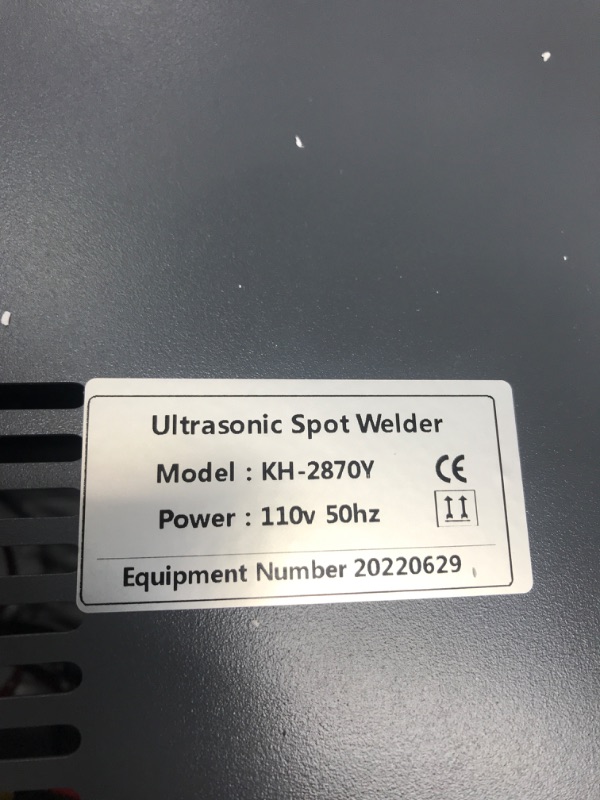 Ultrasonic Spot Welder
Model : KH-2870Y CE
Power : 110v 50hz
Equipment Number 20220629